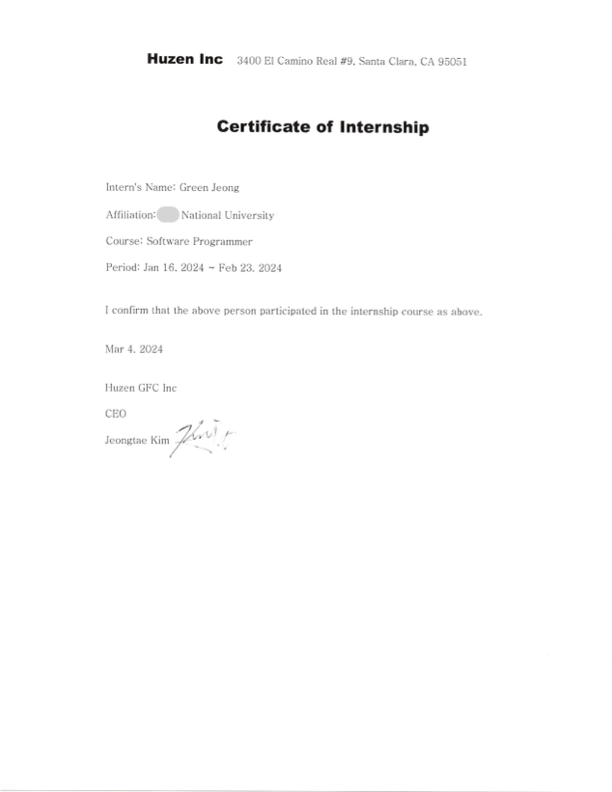 Huzen Inc 3400 El Camino Real #9, Santa Clara, CA 95051
Certificate of Internship
Intern's Name: Green Jeong
Affiliation: National University
Course: Software Programmer
Period: Jan 16, 2024 ~ Feb 23, 2024
I confirm that the above person participated in the internship course as above.
Mar 4, 2024
Huzen GFC Inc
CEO
Jeongtae Kim